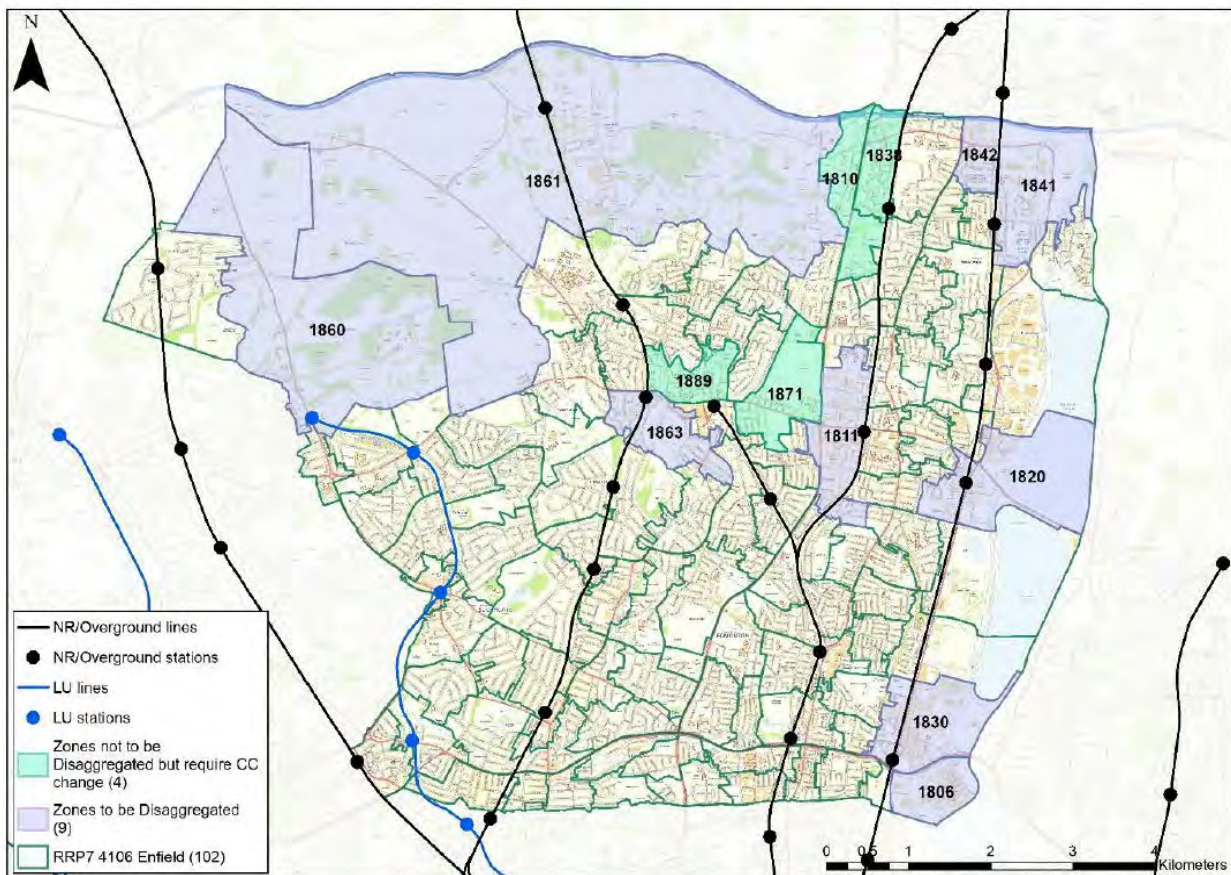 N
1838
1842
1861
1810
1841
1860
1889
1871
1863
1811
1820
1830
1806
NR/Overground lines
NR/Overground stations
LU lines
LU stations
Zones not to be
Disaggregated but require CC
change (4)
Zones to be Disaggregated
(9)
RRP7 4106 Enfield (102)
0 0.5 1 2 3 4
Kilometers